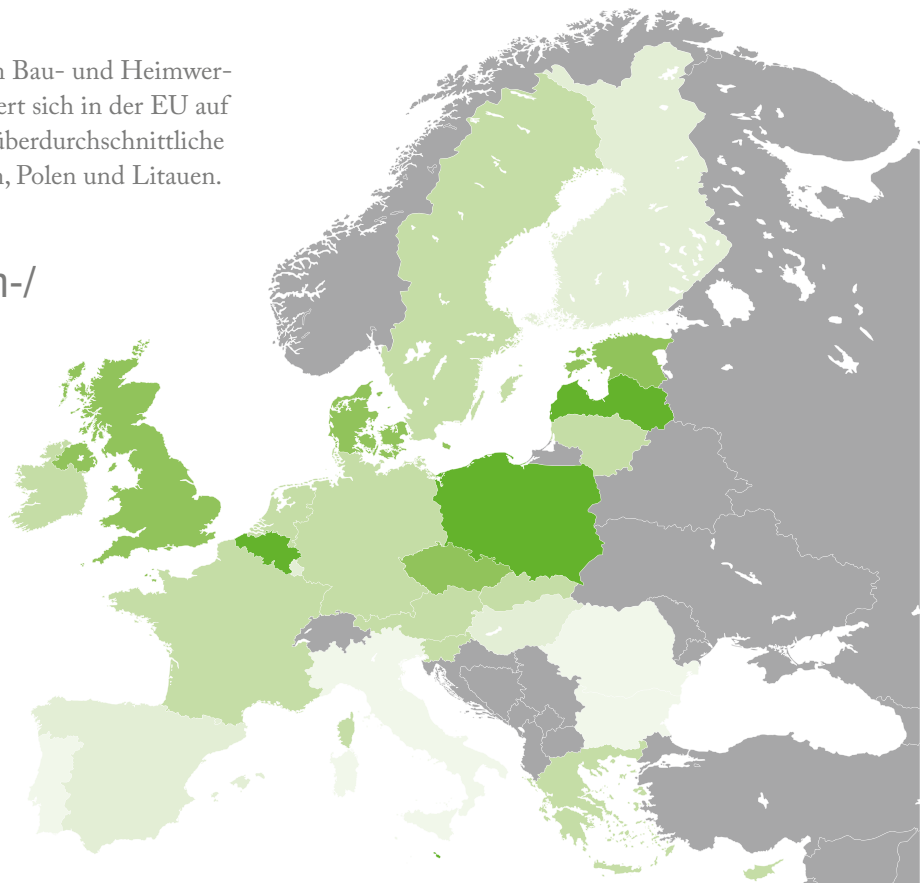 n Bau- und Heimwer-
ert sich in der EU auf
überdurchschnittliche
n, Polen und Litauen.
-/